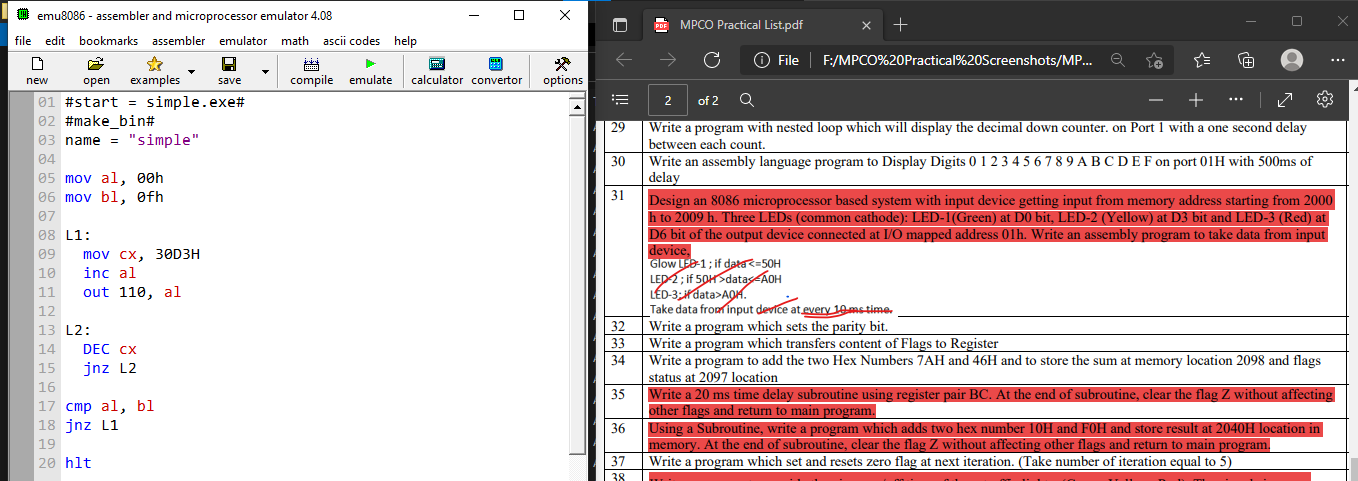 emu8086 - assembler and microprocessor emulator 4.08
file edit bookmarks assembler emulator math ascii codes help
new open examples save compile emulate calculator convertor options
01 #start = simple.exe#
02 #make_bin#
03 name = "simple"
04
05 mov al, 00h
06 mov bl, 0fh
07
08 L1:
09 mov cx, 30D3H
10 inc al
11 out 110, al
12
13 L2:
14 DEC cx
15 jnz L2
16
17 cmp al, bl
18 jnz L1
19
20 hlt
PDF MPCO Practical List.pdf
File F:/MPCO%20Practical%20Screenshots/MP...
2 of 2
29 Write a program with nested loop which will display the decimal down counter. on Port 1 with a one second delay
between each count.
30 Write an assembly language program to Display Digits 0 1 2 3 4 5 6 7 8 9 A B C D E F on port 01H with 500ms of
delay
31 Design an 8086 microprocessor based system with input device getting input from memory address starting from 2000
h to 2009 h. Three LEDs (common cathode): LED-1(Green) at D0 bit, LED-2 (Yellow) at D3 bit and LED-3 (Red) at
D6 bit of the output device connected at I/O mapped address 01h. Write an assembly program to take data from input
device,
Glow LED-1 ; if data <=50H
LED-2 ; if 50H >data<=A0H
LED-3; if data>A0H.
Take data from input device at every 10 ms time.
32 Write a program which sets the parity bit.
33 Write a program which transfers content of Flags to Register
34 Write a program to add the two Hex Numbers 7AH and 46H and to store the sum at memory location 2098 and flags
status at 2097 location
35 Write a 20 ms time delay subroutine using register pair BC. At the end of subroutine, clear the flag Z without affecting
other flags and return to main program.
36 Using a Subroutine, write a program which adds two hex number 10H and F0H and store result at 2040H location in
memory. At the end of subroutine, clear the flag Z without affecting other flags and return to main program.
37 Write a program which set and resets zero flag at next iteration. (Take number of iteration equal to 5)
38